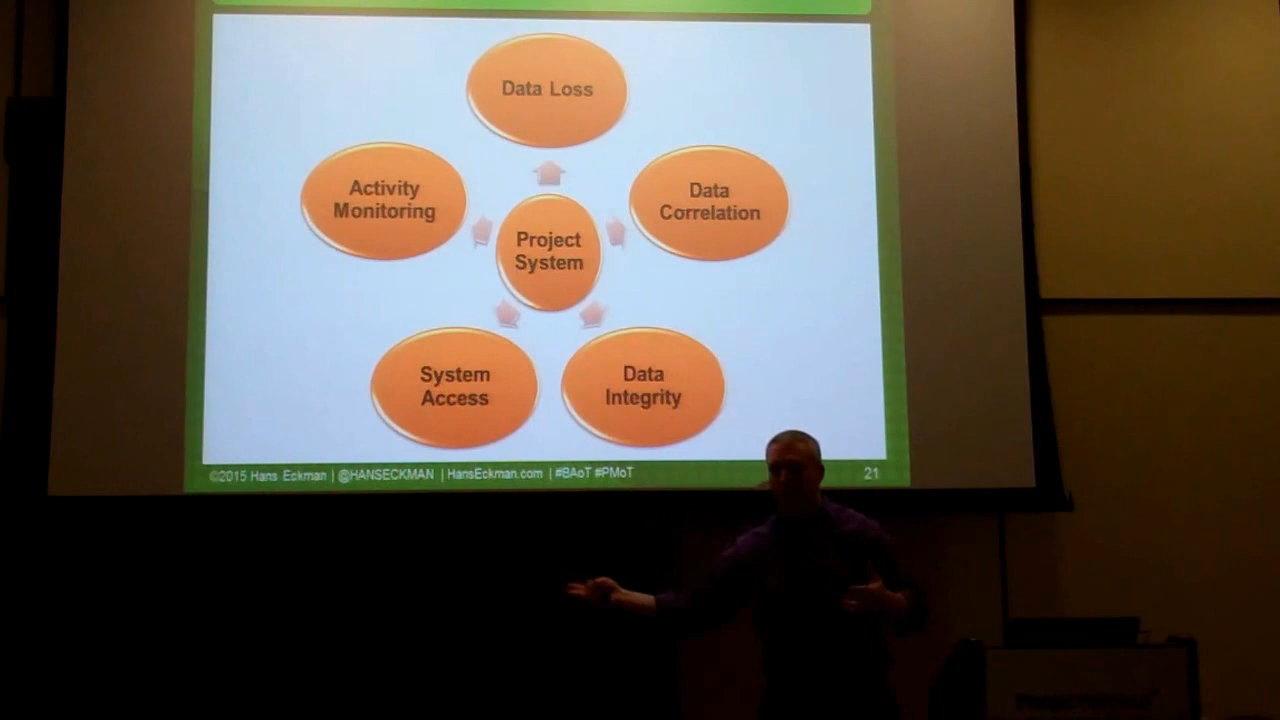 Data Loss
Activity
Monitoring
Data
Correlation
Project
System
System
Access
Data
Integrity
©2015 Hans Eckman | @HANSECKMAN | HansEckman.com | #BAoT #PMoT
21